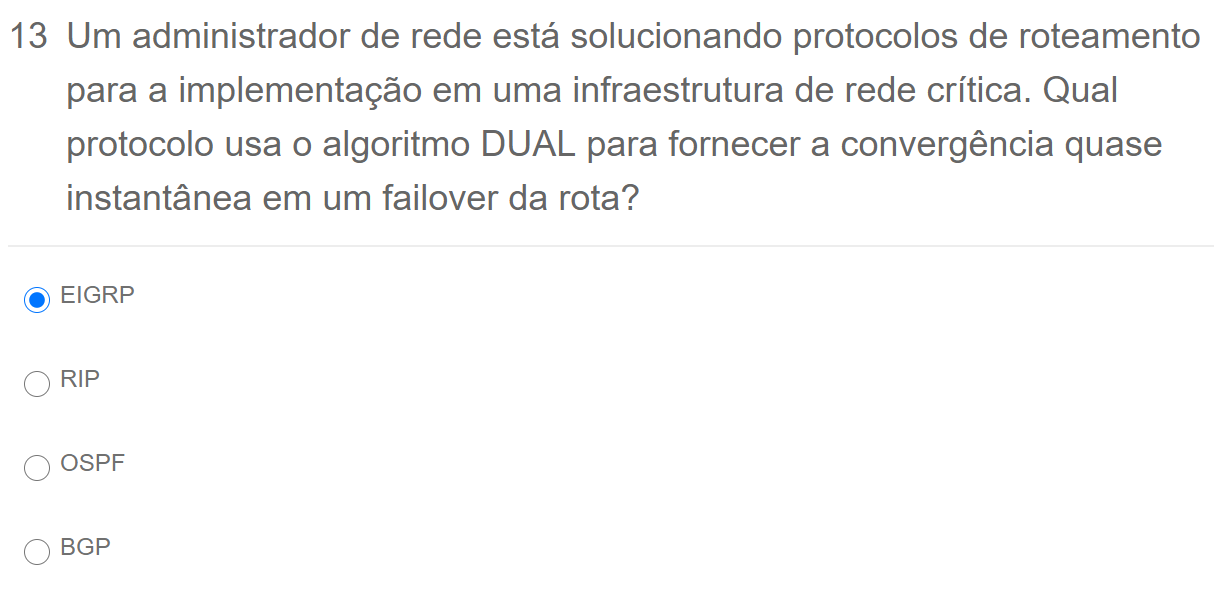 13 Um administrador de rede está solucionando protocolos de roteamento
para a implementação em uma infraestrutura de rede crítica. Qual
protocolo usa o algoritmo DUAL para fornecer a convergência quase
instantânea em um failover da rota?
EIGRP
RIP
OSPF
BGP